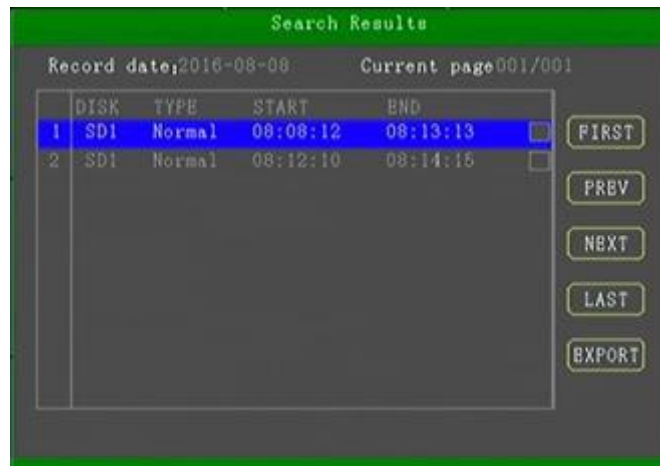 Search Results
Record date;2016-08-08 Current page001/001
DISK TYPE START END
1 SD1 Normal 08:08:12 08:13:13
2 SD1 Normal 08:12:10 08:14:15
FIRST
PREV
NEXT
LAST
EXPORT